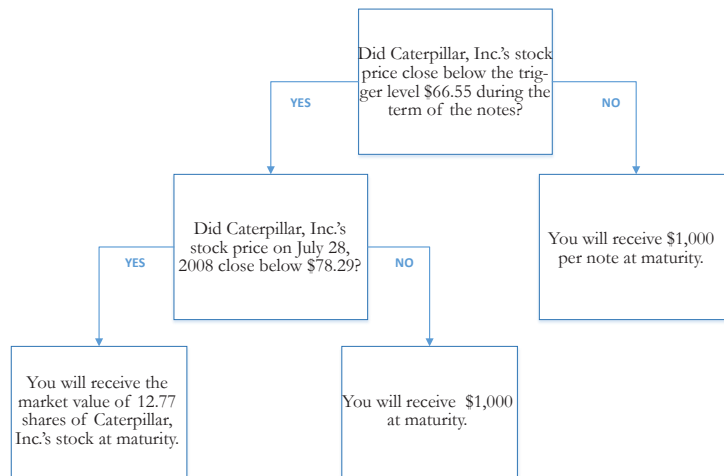 Did Caterpillar, Inc.'s stock
price close below the trig-
ger level $66.55 during the
term of the notes?
YES
NO
Did Caterpillar, Inc.'s
stock price on July 28,
2008 close below $78.29?
You will receive $1,000
per note at maturity.
YES
NO
You will receive the
market value of 12.77
shares of Caterpillar,
Inc.'s stock at maturity.
You will receive $1,000
at maturity.